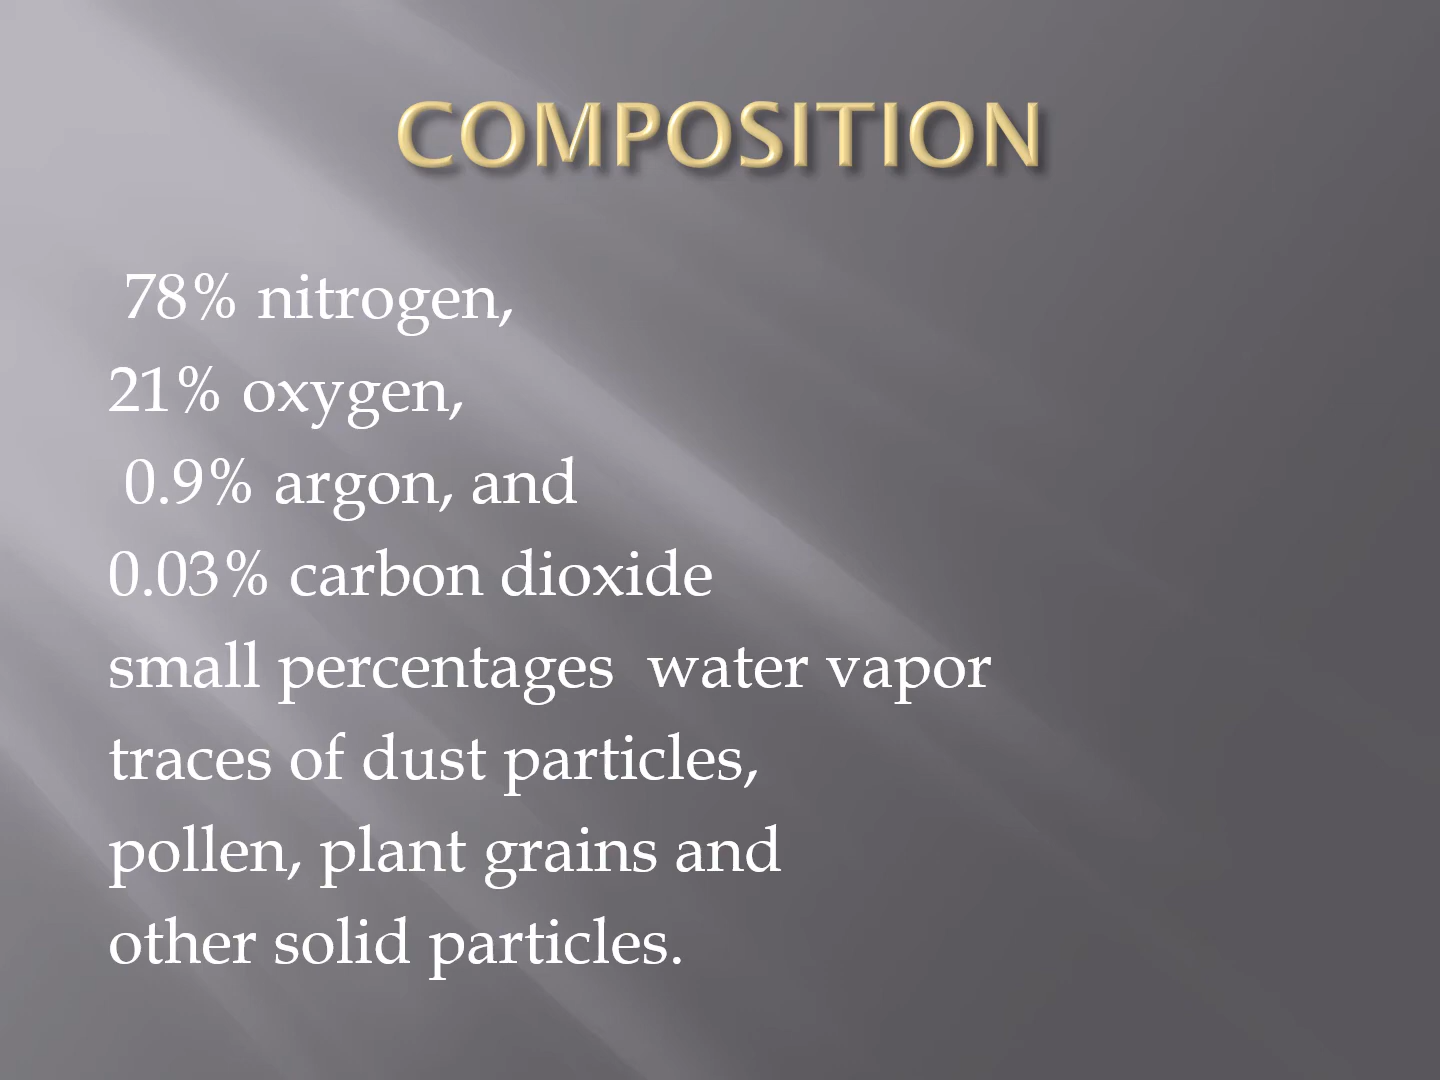 COMPOSITION
78% nitrogen,
21% oxygen,
0.9% argon, and
0.03% carbon dioxide
small percentages  water vapor
traces of dust particles,
pollen, plant grains and
other solid particles.